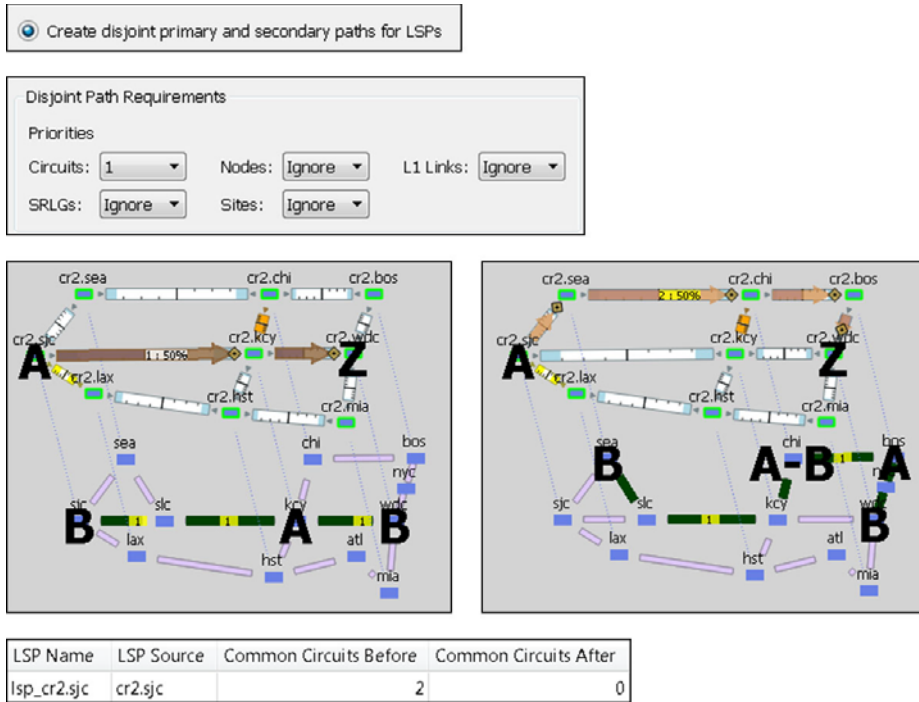 Create disjoint primary and secondary paths for LSPs
Disjoint Path Requirements
Priorities
Circuits: 1 Nodes: Ignore L1 Links: Ignore
SRLGs: Ignore Sites: Ignore
cr2.sea cr2.chi cr2.bos
cr2.sjc 1 : 50% cr2.kcy cr2.wdc
A Z
cr2.lax
cr2.hst
cr2.mia
sea chi bos
nyc
sjc slc kcy wdc
B 1 1 A 1 B
lax atl
hst
mia
cr2.sea cr2.chi cr2.bos
2 : 50%
cr2.sjc cr2.kcy cr2.wdc
A Z
cr2.lax
cr2.hst
cr2.mia
sea chi bos
B A-B 1 A
sjc slc kcy
1 B
lax atl
hst
mia
LSP Name LSP Source Common Circuits Before Common Circuits After
lsp_cr2.sjc cr2.sjc 2 0